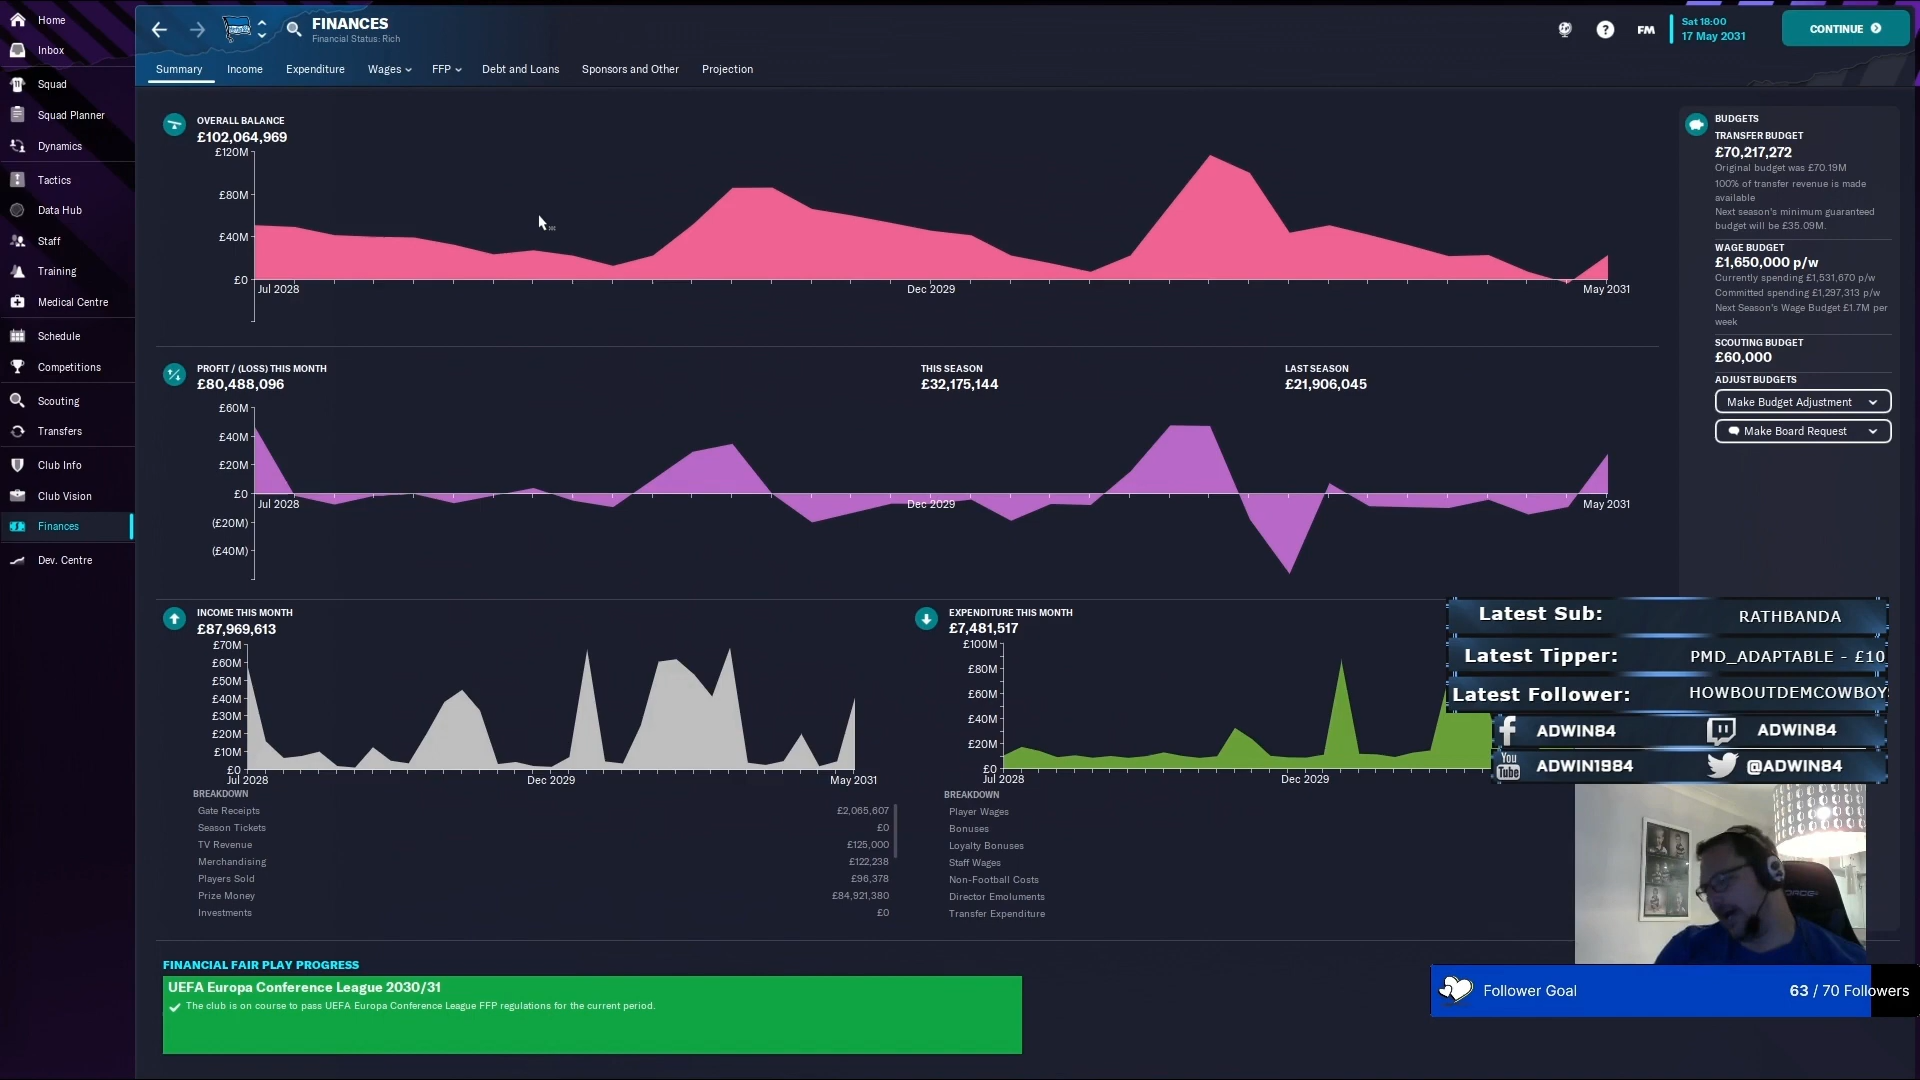 Home
Inbox
Squad
Squad Planner
Dynamics
Tactics
Data Hub
Staff
Training
Medical Centre
Schedule
Competitions
Scouting
Transfers
Club Info
Club Vision
Finances
Dev. Centre
FINANCES
Financial Status: Rich
FM
Sat 18:00
17 May 2031
CONTINUE
Summary Income Expenditure Wages FFP Debt and Loans Sponsors and Other Projection
OVERALL BALANCE
£102,064,969
£120M
£80M
£40M
£0
Jul 2028 Dec 2029 May 2031
PROFIT / (LOSS) THIS MONTH
£80,488,096
THIS SEASON
£32,175,144
LAST SEASON
£21,906,045
£60M
£40M
£20M
£0
(£20M)
(£40M)
Jul 2028 Dec 2029 May 2031
INCOME THIS MONTH
£87,969,613
£70M
£60M
£50M
£40M
£30M
£20M
£10M
£0
Jul 2028 Dec 2029 May 2031
BREAKDOWN
Gate Receipts £2,065,607
Season Tickets £0
TV Revenue £125,000
Merchandising £122,238
Players Sold £96,378
Prize Money £84,921,380
Investments £0
EXPENDITURE THIS MONTH
£7,481,517
£100M
£80M
£60M
£40M
£20M
£0
Jul 2028 Dec 2029
BREAKDOWN
Player Wages
Bonuses
Loyalty Bonuses
Staff Wages
Non-Football Costs
Director Emoluments
Transfer Expenditure
FINANCIAL FAIR PLAY PROGRESS
UEFA Europa Conference League 2030/31
The club is on course to pass UEFA Europa Conference League FFP regulations for the current period.
BUDGETS
TRANSFER BUDGET
£70,217,272
Original budget was £70.19M
100% of transfer revenue is made
available
Next season's minimum guaranteed
budget will be £35.09M.
WAGE BUDGET
£1,650,000 p/w
Currently spending £1,531,670 p/w
Committed spending £1,297,313 p/w
Next Season's Wage Budget £1.7M per
week
SCOUTING BUDGET
£60,000
ADJUST BUDGETS
Make Budget Adjustment
Make Board Request
Latest Sub: RATHBANDA
Latest Tipper: PMD_ADAPTABLE - £10
Latest Follower: HOWBOUTDEMCOWBOY
ADWIN84 ADWIN84
You Tube ADWIN1984 @ADWIN84
Follower Goal 63 / 70 Followers